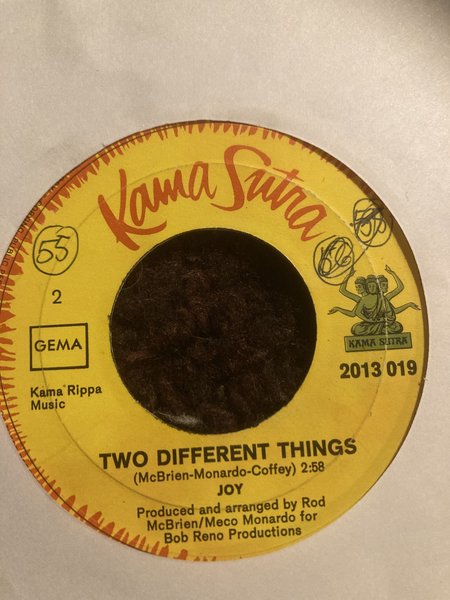 Kama Sutra
55
2
GEMA
Kama Rippa
Music
KAMA SUTRA
2013 019
TWO DIFFERENT THINGS
(McBrien-Monardo-Coffey) 2:58
JOY
Produced and arranged by Rod
McBrien/Meco Monardo for
Bob Reno Productions